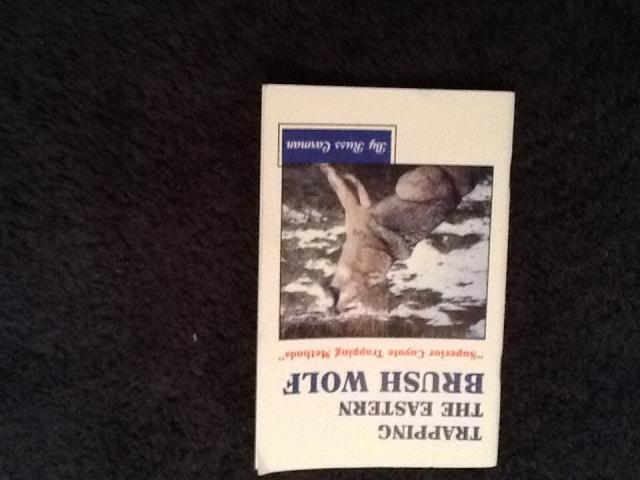 TRAPPING
THE EASTERN
BRUSH WOLF
"Superior Coyote Trapping Methods"
By Russ Carman